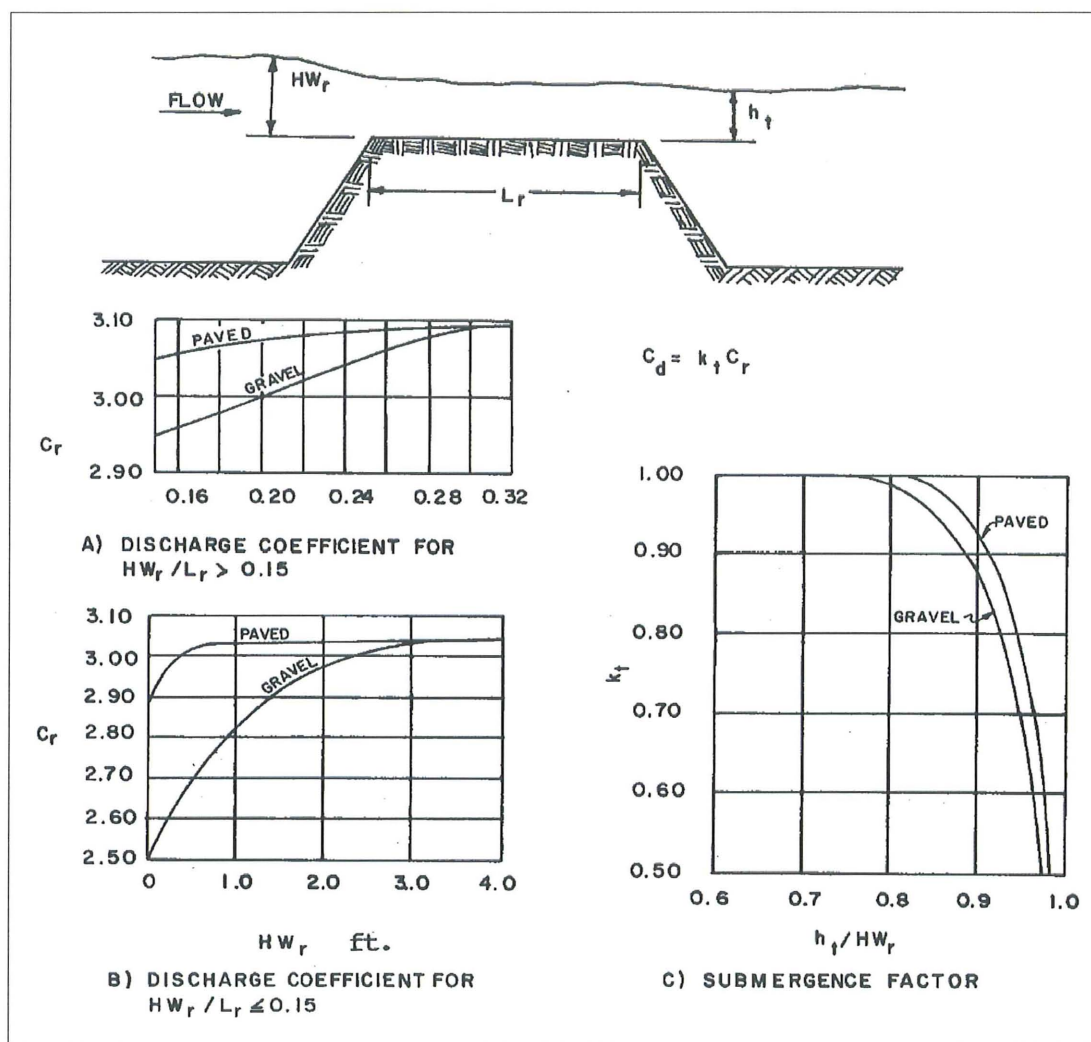 HWr
FLOW
ht
Lr
3.10
PAVED
GRAVEL
3.00
Cr
2.90
0.16 0.20 0.24 0.28 0.32
A) DISCHARGE COEFFICIENT FOR
HWr/Lr > 0.15
Cd = kt Cr
3.10
PAVED
3.00
GRAVEL
2.90
Cr
2.80
2.70
2.60
2.50
0 1.0 2.0 3.0 4.0
HWr ft.
B) DISCHARGE COEFFICIENT FOR
HWr / Lr ≤ 0.15
1.00
PAVED
0.90
GRAVEL
0.80
kt
0.70
0.60
0.50
0.6 0.7 0.8 0.9 1.0
ht/HWr
C) SUBMERGENCE FACTOR